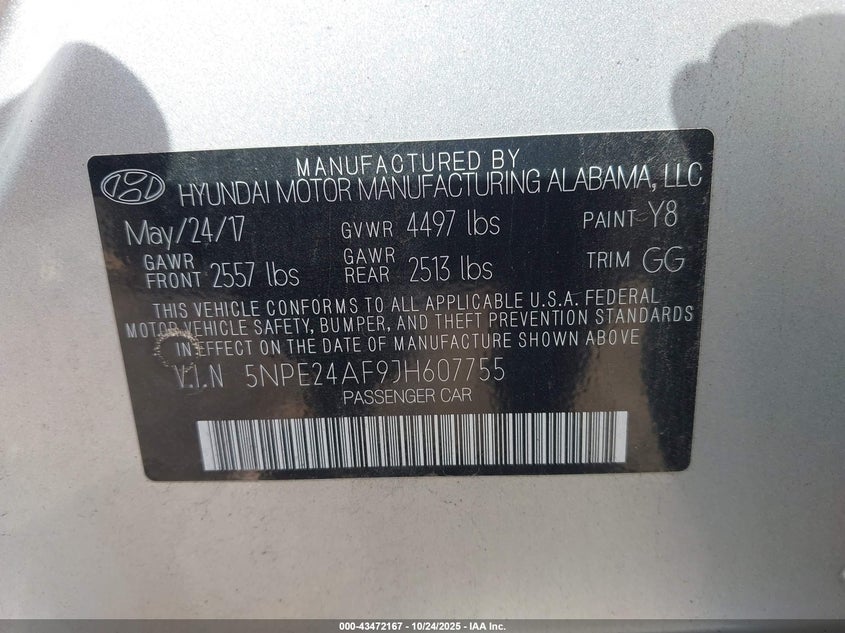 MANUFACTURED BY
HYUNDAI MOTOR MANUFACTURING ALABAMA, LLC
May/24/17 GVWR 4497 lbs PAINT Y8
GAWR FRONT 2557 lbs GAWR REAR 2513 lbs TRIM GG
THIS VEHICLE CONFORMS TO ALL APPLICABLE U.S.A. FEDERAL
MOTOR VEHICLE SAFETY, BUMPER, AND THEFT PREVENTION STANDARDS
IN EFFECT ON THE DATE OF MANUFACTURE SHOWN ABOVE
V.I.N 5NPE24AF9JH607755
PASSENGER CAR
000-43472167 - 10/24/2025 - IAA Inc.